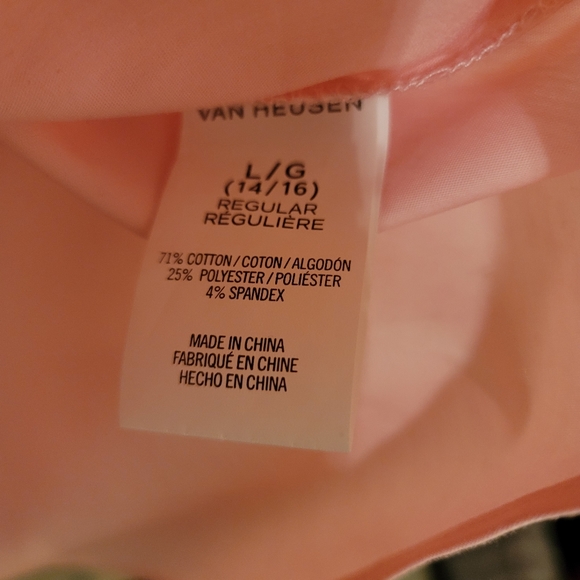 VAN HEUSEN
L/G
(14/16)
REGULAR
RÉGULIÈRE
71% COTTON / COTON / ALGODÓN
25% POLYESTER / POLIÉSTER
4% SPANDEX
MADE IN CHINA
FABRIQUÉ EN CHINE
HECHO EN CHINA